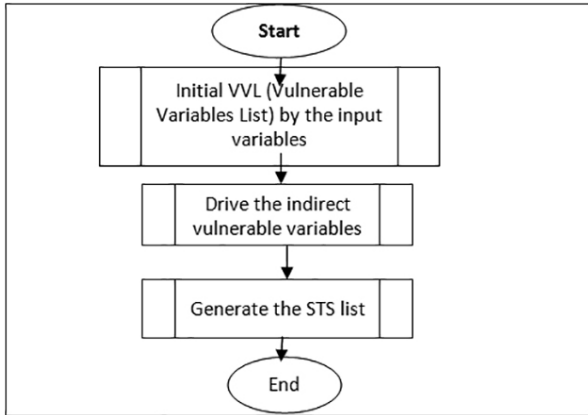 Start
Initial VVL (Vulnerable
Variables List) by the input
variables
Drive the indirect
vulnerable variables
Generate the STS list
End